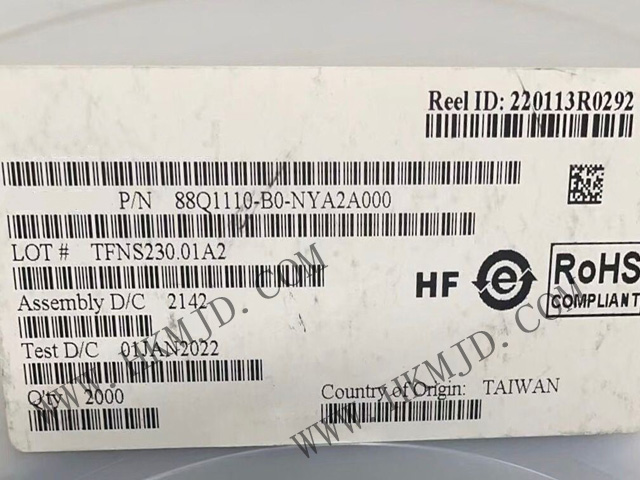 Reel ID: 220113R0292
P/N 88Q1110-B0-NYA2A000
LOT # TFNS230.01A2
HF e RoHS
COMPLIANT
Assembly D/C 2142
Test D/C 01JAN2022
Q'ty 2000
Country of Origin: TAIWAN
WWW.HKMJD.COM
WWW.HKMJD.COM